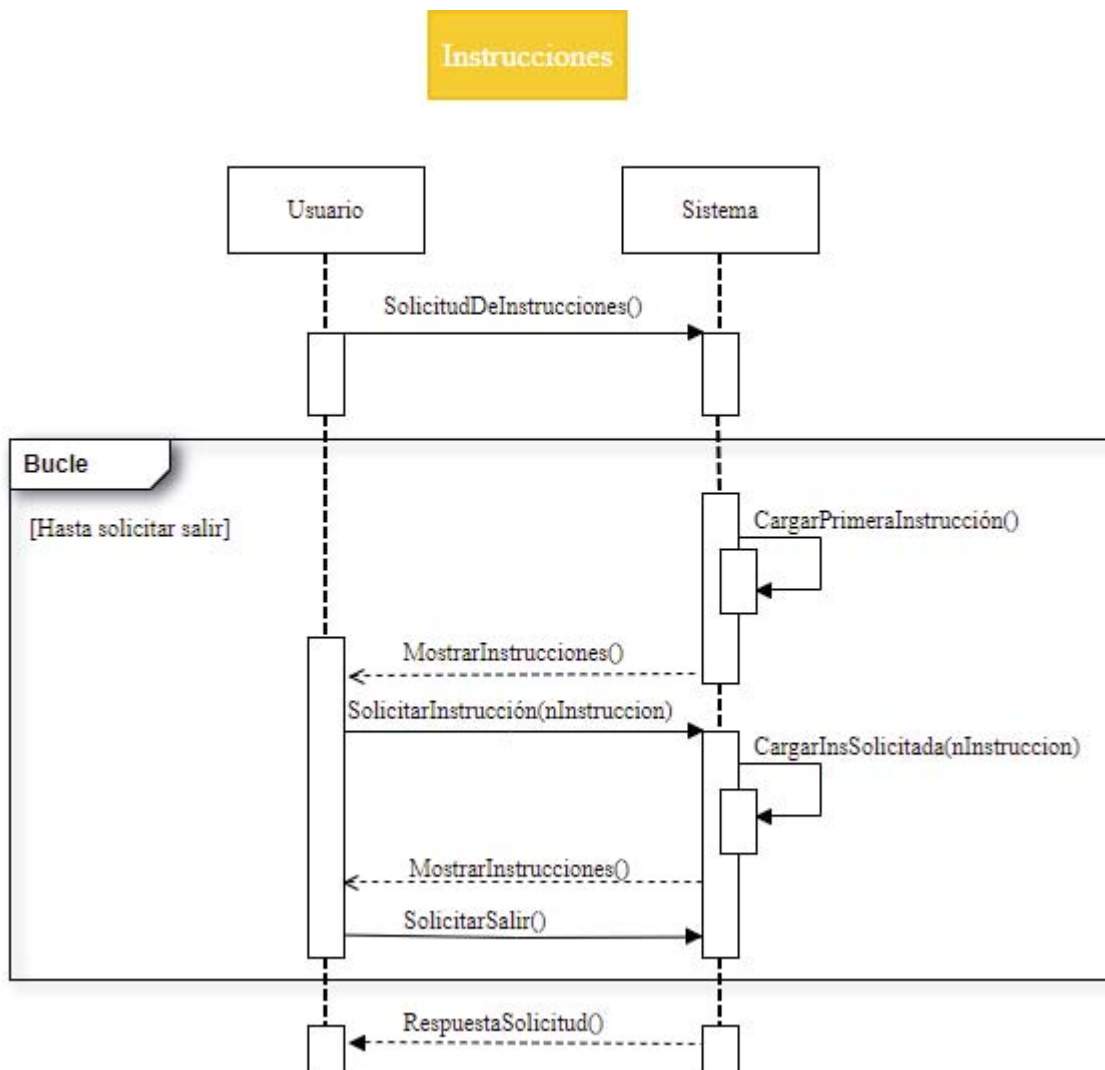 Instrucciones
Usuario
Sistema
SolicitudDeInstrucciones()
Bucle
[Hasta solicitar salir]
CargarPrimeraInstrucción()
MostrarInstrucciones()
SolicitarInstrucción(nInstruccion)
CargarInsSolicitada(nInstruccion)
MostrarInstrucciones()
SolicitarSalir()
RespuestaSolicitud()